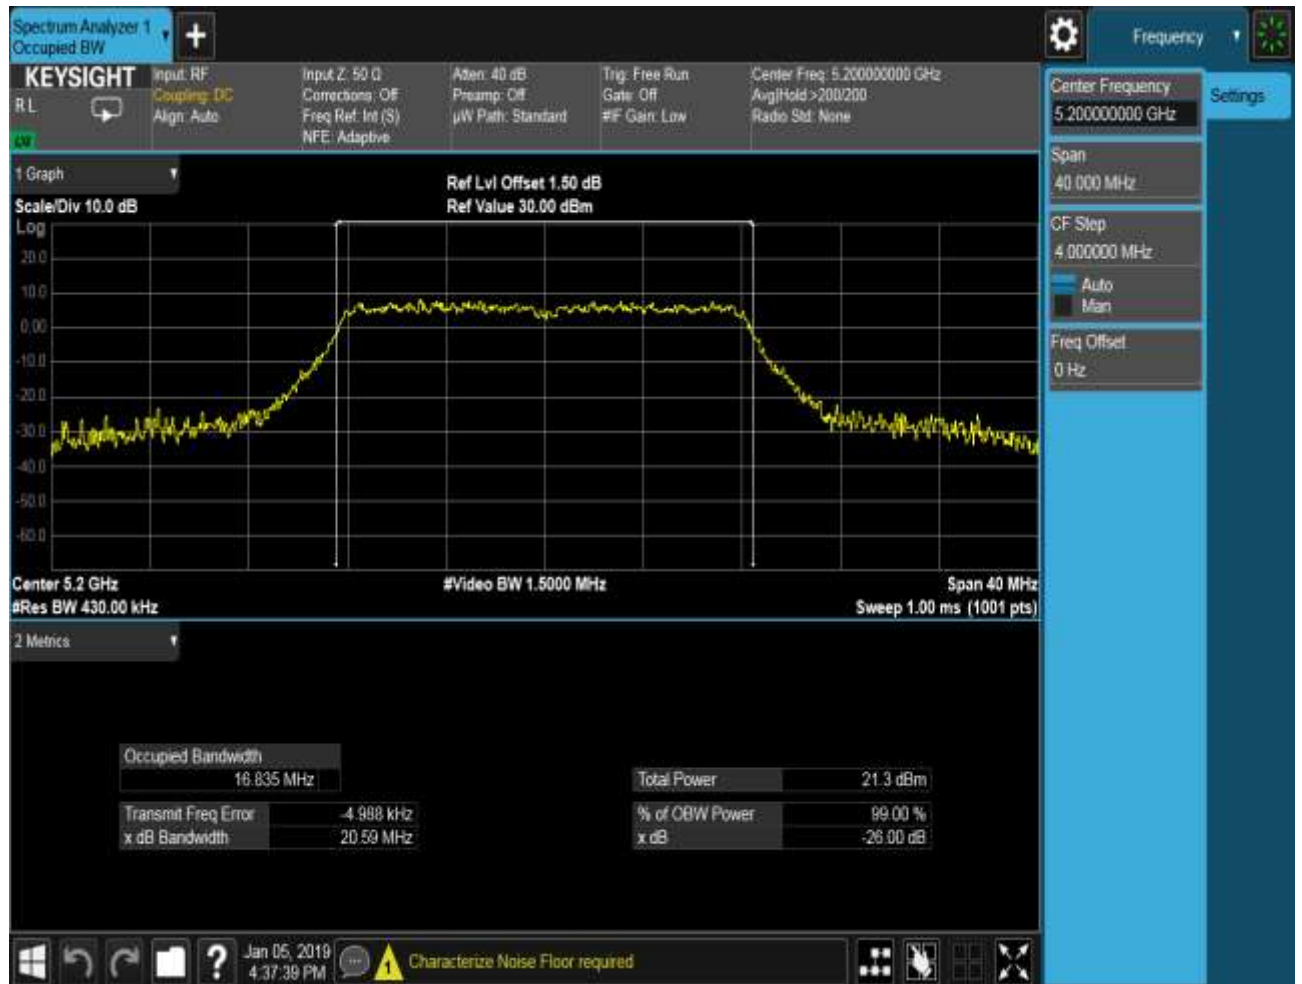 Spectrum Analyzer 1
Occupied BW
Frequency
KEYSIGHT
R L
Input: RF
Coupling: DC
Align: Auto
Input Z: 50 Ω
Corrections: Off
Freq Ref: Int (S)
NFE: Adaptive
Atten: 40 dB
Preamp: Off
µW Path: Standard
Trig: Free Run
Gate: Off
#IF Gain: Low
Center Freq: 5.200000000 GHz
Avg|Hold:>200/200
Radio Std: None
Center Frequency
5.200000000 GHz
Settings
Span
40.000 MHz
CF Step
4.000000 MHz
Auto
Man
Freq Offset
0 Hz
1 Graph
Scale/Div 10.0 dB
Ref Lvl Offset 1.50 dB
Ref Value 30.00 dBm
Log
20.0
10.0
0.00
-10.0
-20.0
-30.0
-40.0
-50.0
-60.0
Center 5.2 GHz
#Video BW 1.5000 MHz
Span 40 MHz
#Res BW 430.00 kHz
Sweep 1.00 ms (1001 pts)
2 Metrics
Occupied Bandwidth
16.835 MHz
Total Power 21.3 dBm
Transmit Freq Error -4.988 kHz
% of OBW Power 99.00 %
x dB Bandwidth 20.59 MHz
x dB -26.00 dB
Jan 05, 2019
4:37:39 PM
1
Characterize Noise Floor required